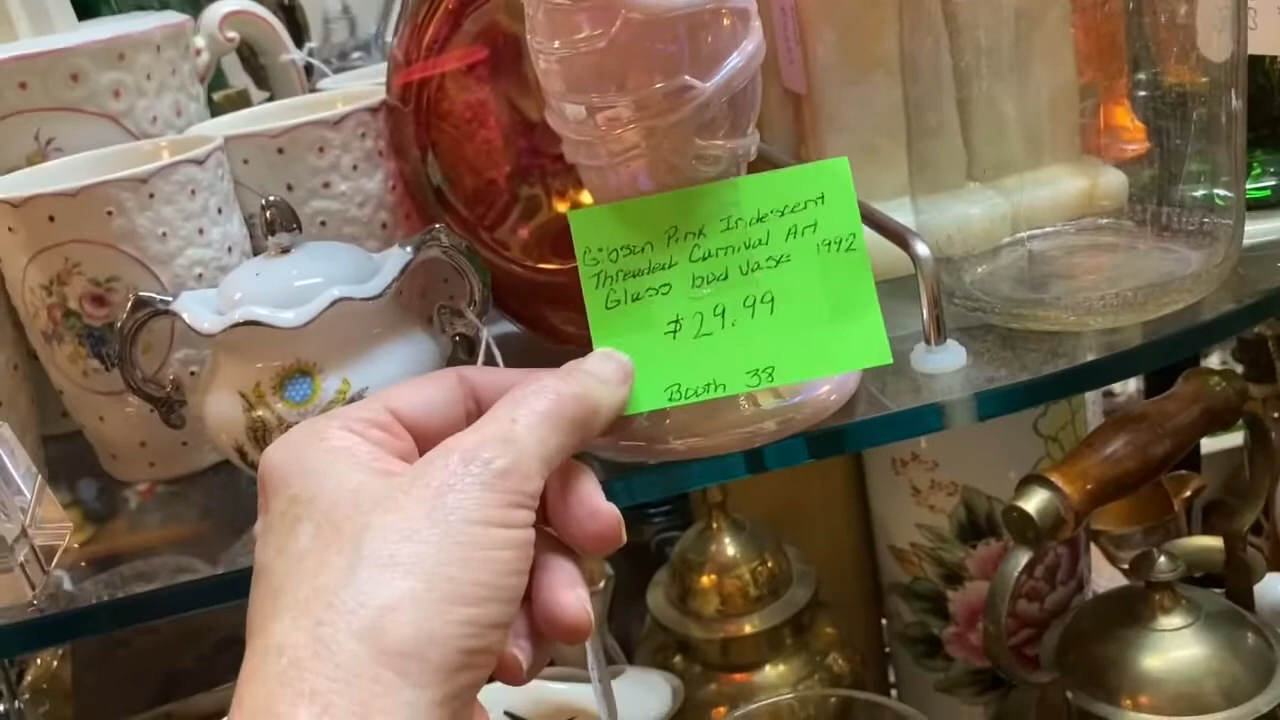 Gibson Pink Iridescent
Threaded Carnival Art
Glass bud vase 1992
$29.99
Booth 38